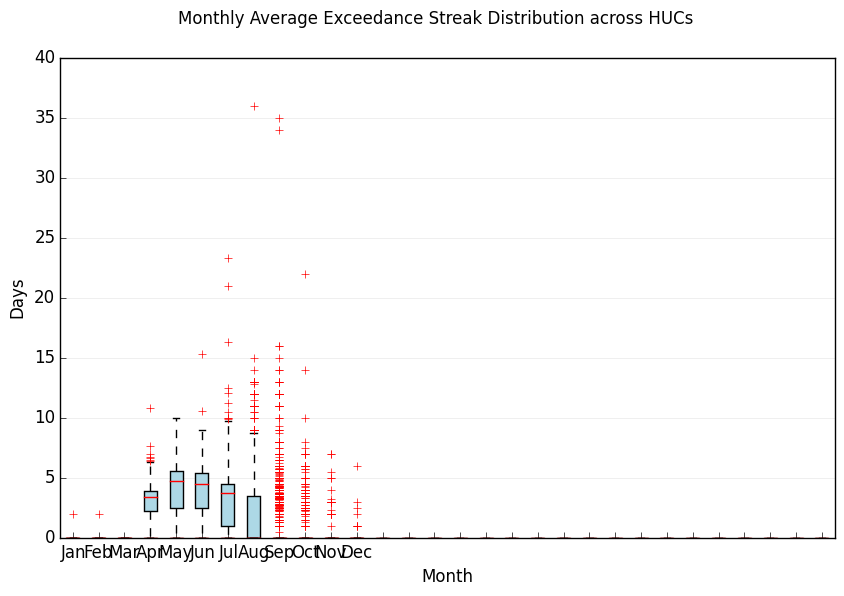 Monthly Average Exceedance Streak Distribution across HUCs
40
35
30
25
20
15
10
5
0
Days
Jan Feb Mar Apr May Jun Jul Aug Sep Oct Nov Dec
Month